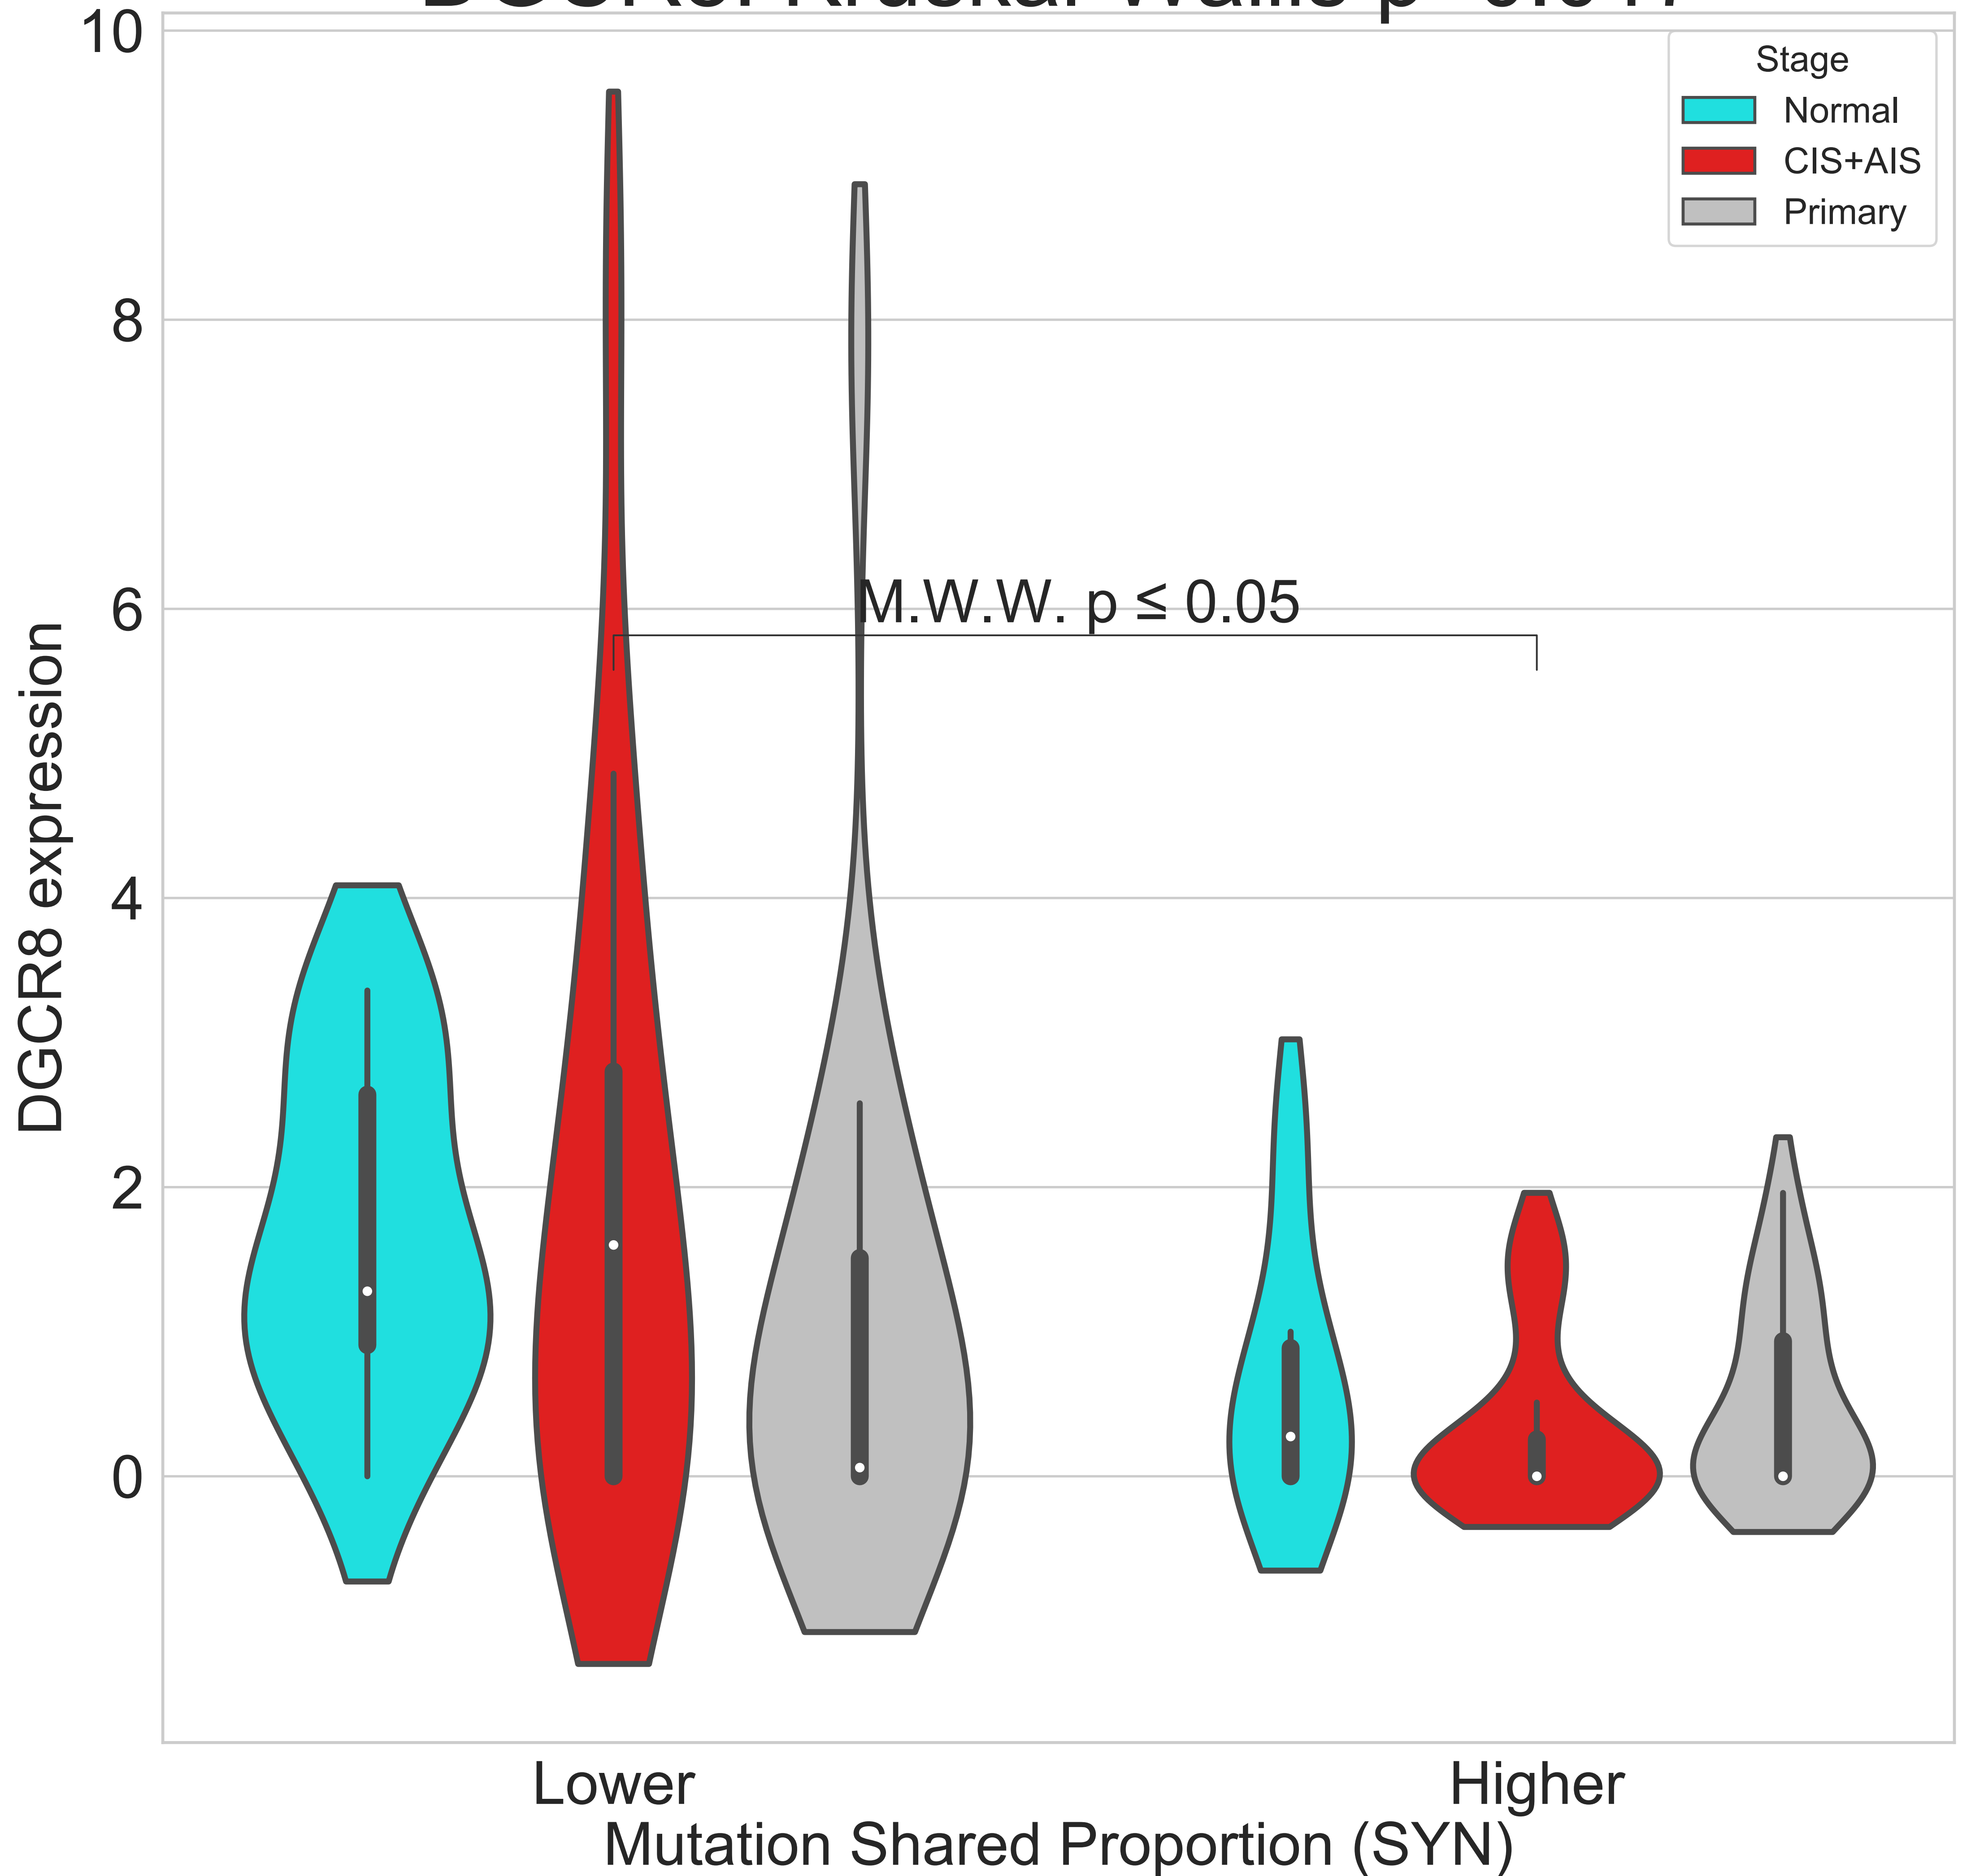 10
8
6
4
2
0
DGCR8 expression
Stage
Normal
CIS+AIS
Primary
M.W.W. p ≤ 0.05
Lower
Higher
Mutation Shared Proportion (SYN)